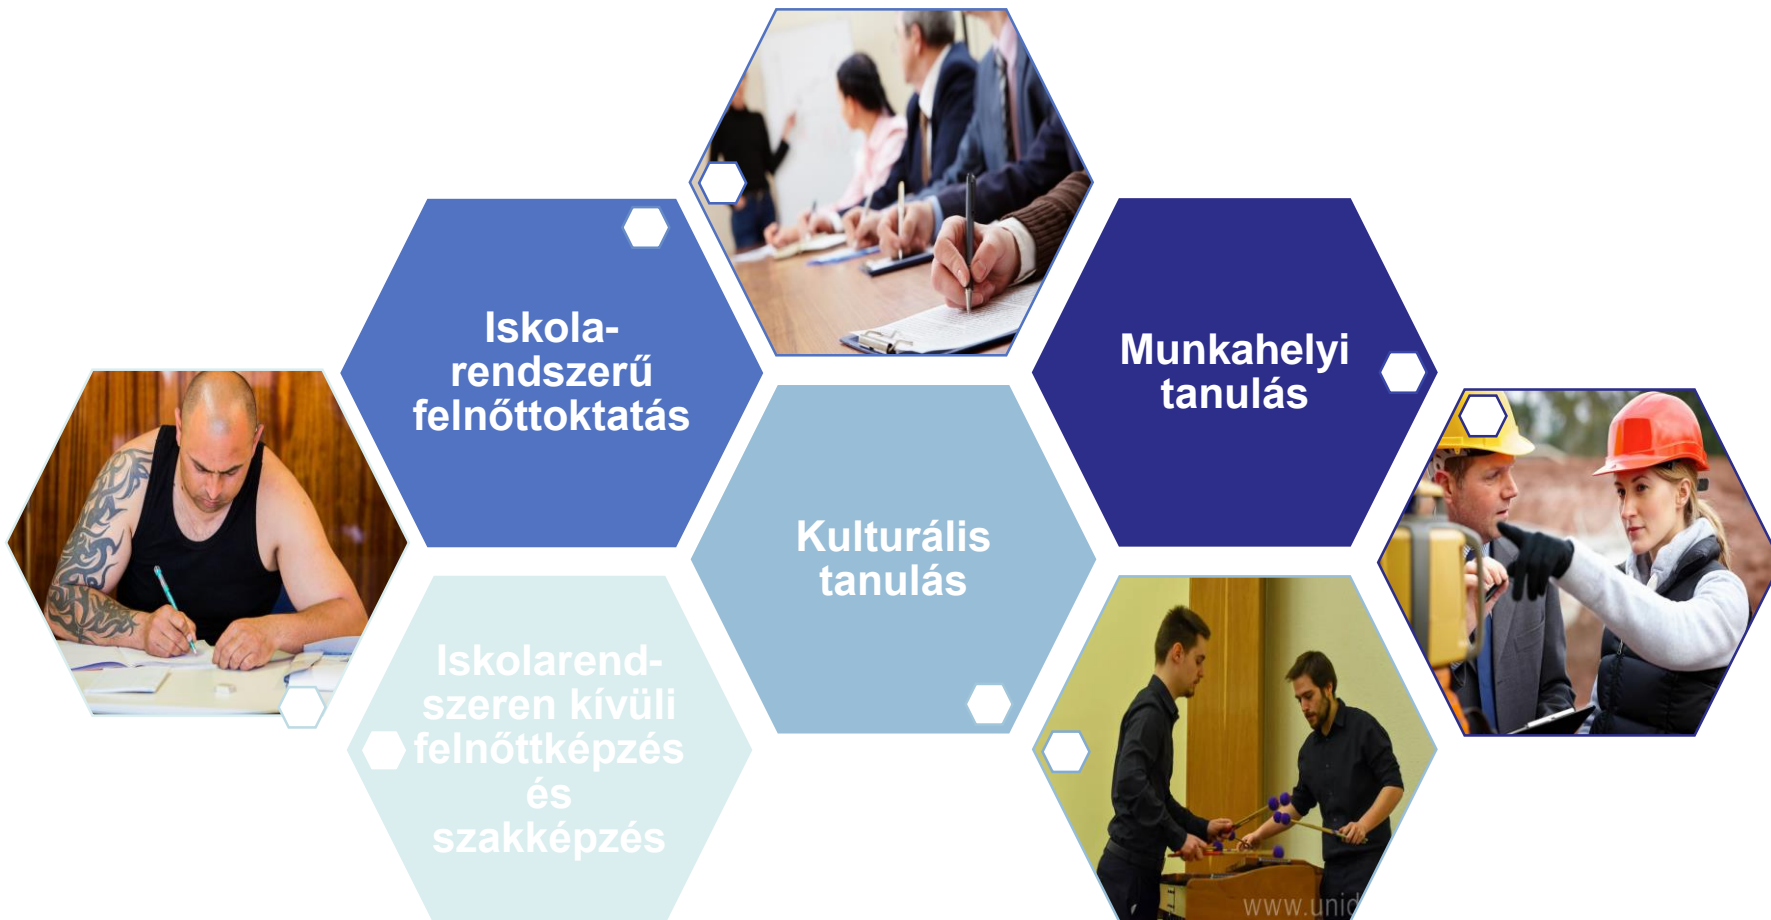 Iskola-
rendszerű
felnőttoktatás
Munkahelyi
tanulás
Kulturális
tanulás
Iskolarend-
szeren kívüli
felnőttképzés
és
szakképzés